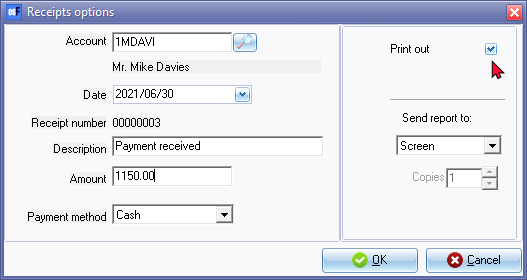 Receipts options
Account 1MDAVI
Mr. Mike Davies
Date 2021/06/30
Receipt number 00000003
Description Payment received
Amount 1150.00
Payment method Cash
Print out
Send report to:
Screen
Copies 1
OK Cancel